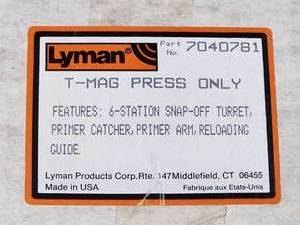 Lyman® Part No. 7040781
T-MAG PRESS ONLY
FEATURES: 6-STATION SNAP-OFF TURRET,
PRIMER CATCHER, PRIMER ARM, RELOADING
GUIDE.
Lyman Products Corp. Rte. 147 Middlefield, CT 06455
Made in USA Fabrique aux Etats-Unis